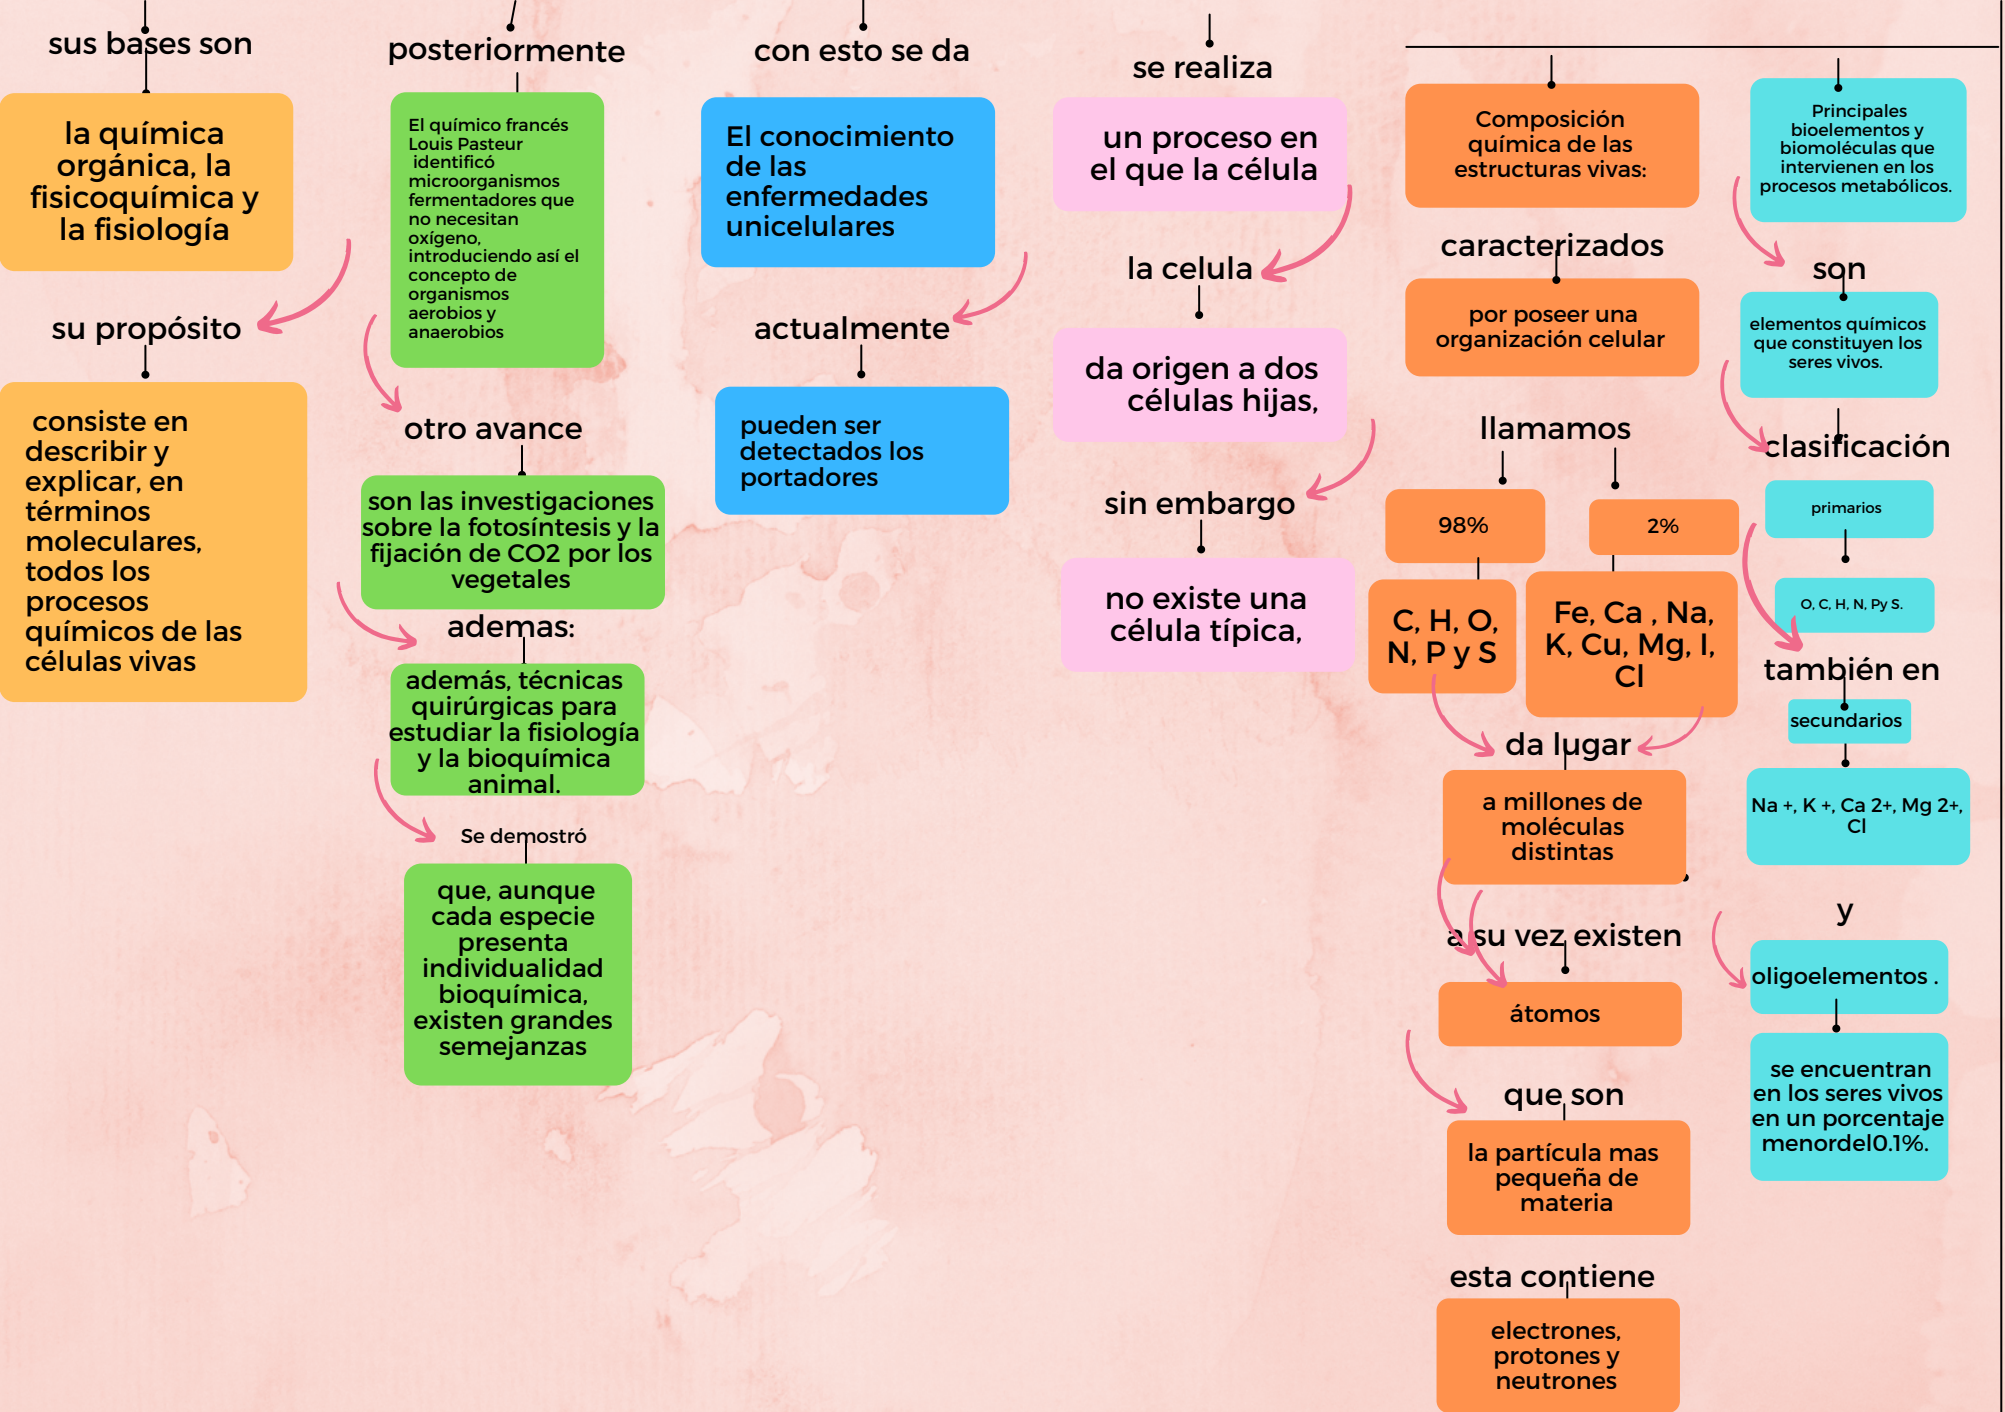 sus bases son
la química
orgánica, la
fisicoquímica y
la fisiología
su propósito
consiste en
describir y
explicar, en
términos
moleculares,
todos los
procesos
químicos de las
células vivas
posteriormente
El químico francés
Louis Pasteur
identificó
microorganismos
fermentadores que
no necesitan
oxígeno,
introduciendo así el
concepto de
organismos
aerobios y
anaerobios
otro avance
son las investigaciones
sobre la fotosíntesis y la
fijación de CO2 por los
vegetales
ademas:
además, técnicas
quirúrgicas para
estudiar la fisiología
y la bioquímica
animal.
Se demostró
que, aunque
cada especie
presenta
individualidad
bioquímica,
existen grandes
semejanzas
con esto se da
El conocimiento
de las
enfermedades
unicelulares
actualmente
pueden ser
detectados los
portadores
se realiza
un proceso en
el que la célula
la celula
da origen a dos
células hijas,
sin embargo
no existe una
célula típica,
Composición
química de las
estructuras vivas:
caracterizados
por poseer una
organización celular
llamamos
98%
2%
C, H, O,
N, P y S
Fe, Ca , Na,
K, Cu, Mg, I,
Cl
da lugar
a millones de
moléculas
distintas
a su vez existen
átomos
que son
la partícula mas
pequeña de
materia
esta contiene
electrones,
protones y
neutrones
Principales
bioelementos y
biomoléculas que
intervienen en los
procesos metabólicos.
son
elementos químicos
que constituyen los
seres vivos.
clasificación
primarios
O, C, H, N, Py S.
también en
secundarios
Na +, K +, Ca 2+, Mg 2+,
Cl
y
oligoelementos .
se encuentran
en los seres vivos
en un porcentaje
menordel0.1%.